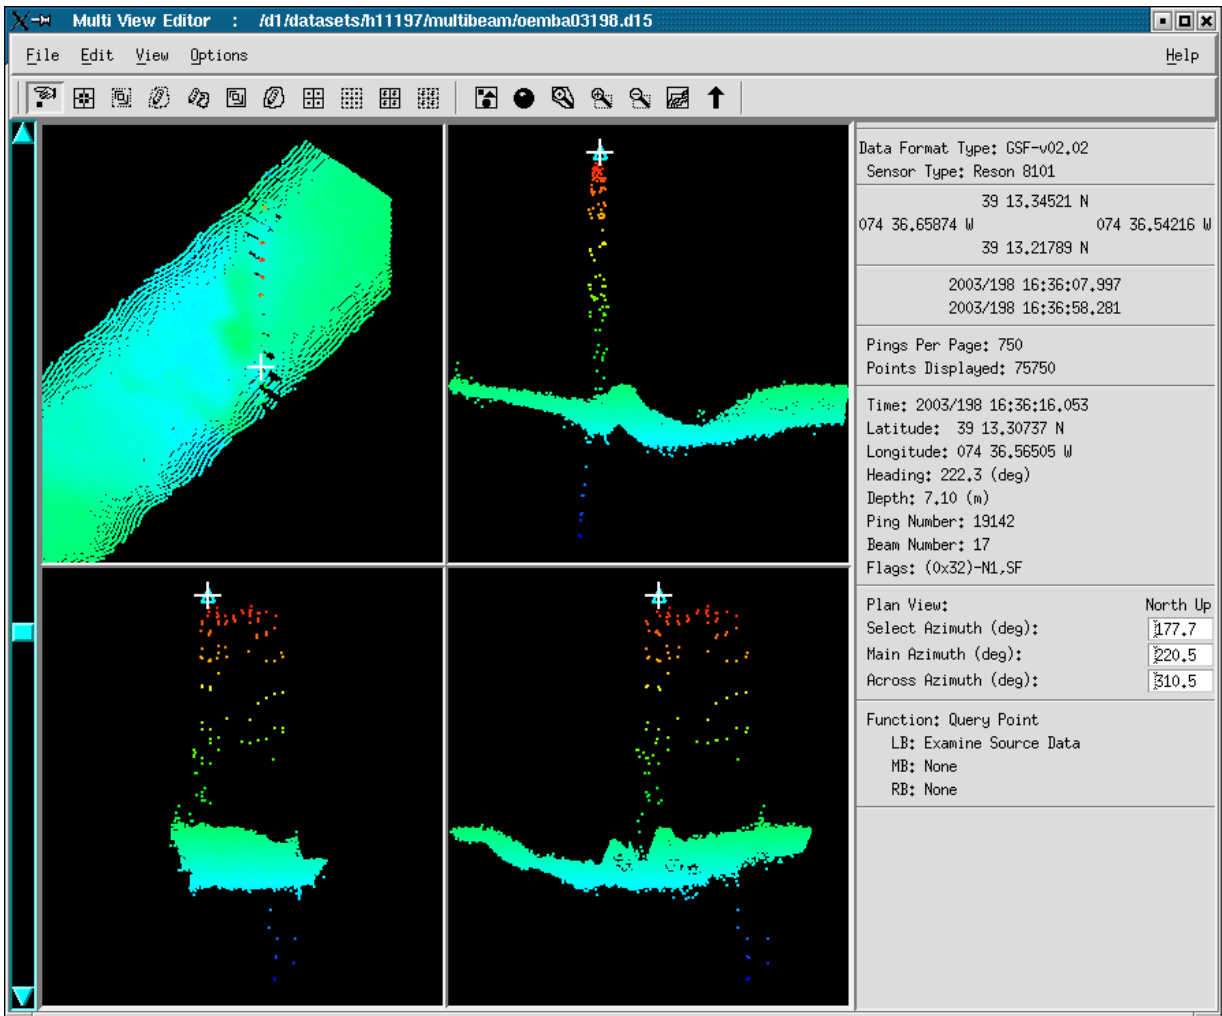 Multi View Editor : /d1/datasets/h11197/multibeam/oemba03198.d15
File Edit View Options Help
Data Format Type: GSF-v02.02
Sensor Type: Reson 8101
39 13.34521 N
074 36.65874 W 074 36.54216 W
39 13.21789 N
2003/198 16:36:07.997
2003/198 16:36:58.281
Pings Per Page: 750
Points Displayed: 75750
Time: 2003/198 16:36:16.053
Latitude: 39 13.30737 N
Longitude: 074 36.56505 W
Heading: 222.3 (deg)
Depth: 7.10 (m)
Ping Number: 19142
Beam Number: 17
Flags: (0x32)-N1,SF
Plan View: North Up
Select Azimuth (deg): 177.7
Main Azimuth (deg): 220.5
Across Azimuth (deg): 310.5
Function: Query Point
LB: Examine Source Data
MB: None
RB: None